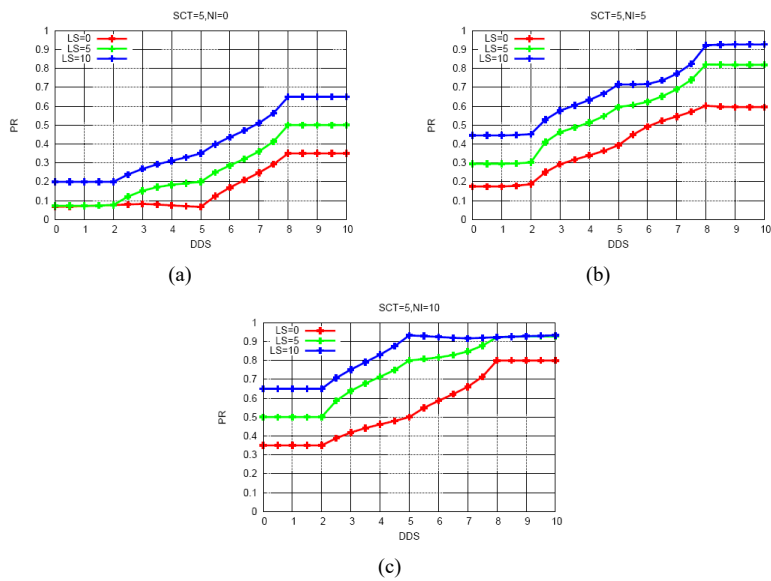 SCT=5,NI=0
1
0.9
0.8
0.7
0.6
0.5
0.4
0.3
0.2
0.1
0
PR
LS=0
LS=5
LS=10
0 1 2 3 4 5 6 7 8 9 10
DDS
(a)
SCT=5,NI=5
1
0.9
0.8
0.7
0.6
0.5
0.4
0.3
0.2
0.1
0
PR
LS=0
LS=5
LS=10
0 1 2 3 4 5 6 7 8 9 10
DDS
(b)
SCT=5,NI=10
1
0.9
0.8
0.7
0.6
0.5
0.4
0.3
0.2
0.1
0
PR
LS=0
LS=5
LS=10
0 1 2 3 4 5 6 7 8 9 10
DDS
(c)